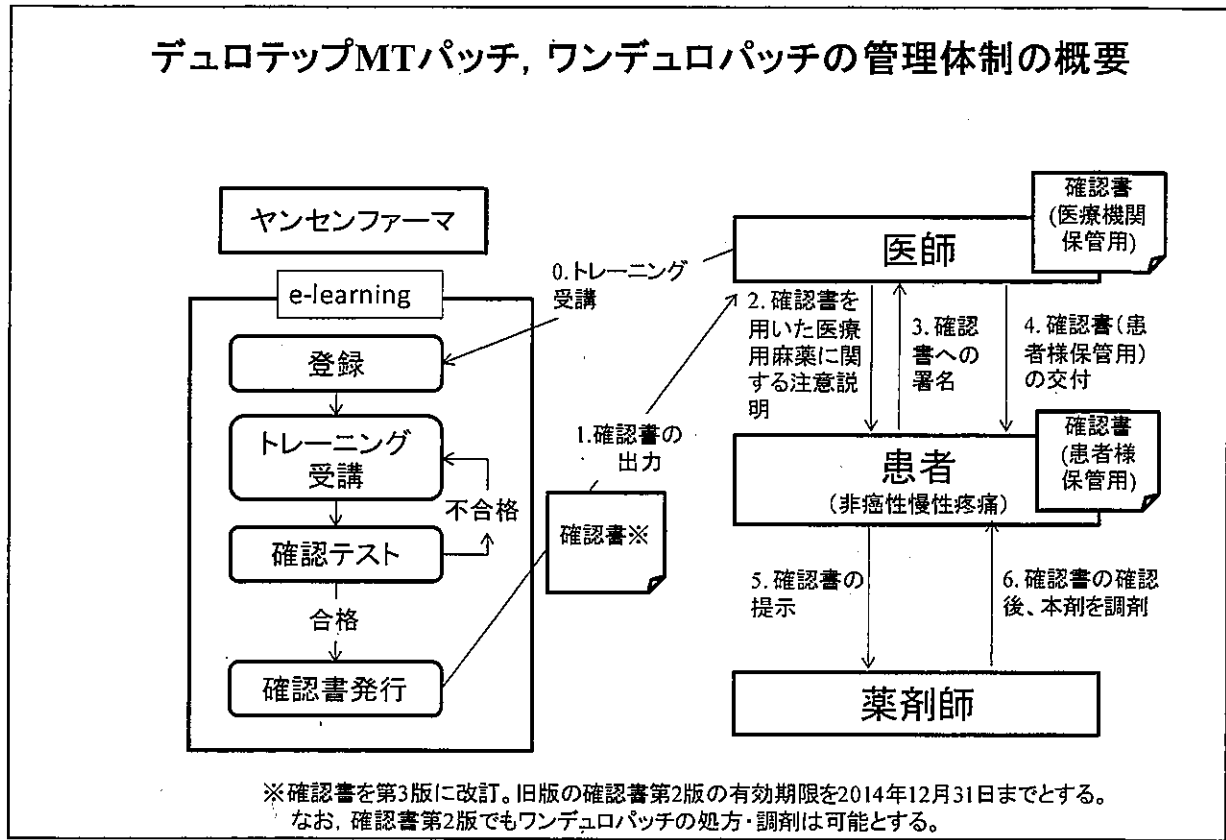 デュロテップMTパッチ，ワンデュロパッチの管理体制の概要
ヤンセンファーマ
e-learning
登録
トレーニング
受講
不合格
確認テスト
合格
確認書発行
0.トレーニング
受講
1.確認書の
出力
確認書※
確認書
(医療機関
保管用)
医師
2.確認書を
用いた医療
用麻薬に関
する注意説
明
3.確認
書への
署名
4.確認書(患
者様保管用)
の交付
確認書
(患者様
保管用)
患者
（非癌性慢性疼痛）
5.確認書の
提示
6.確認書の確認
後、本剤を調剤
薬剤師
※確認書を第3版に改訂。旧版の確認書第2版の有効期限を2014年12月31日までとする。
なお，確認書第2版でもワンデュロパッチの処方・調剤は可能とする。